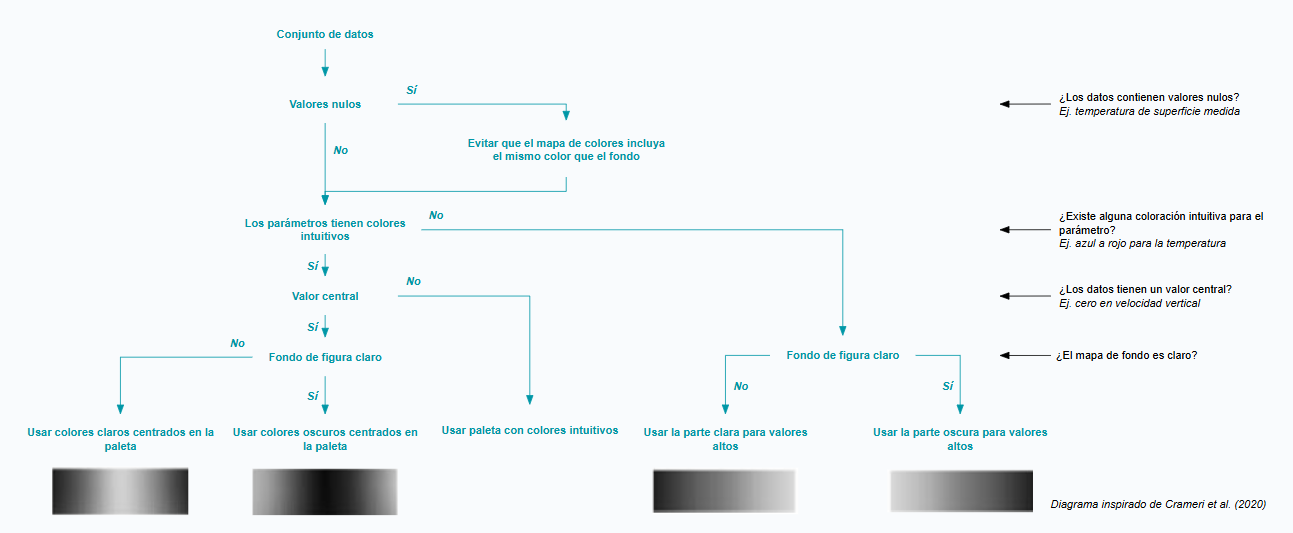 Conjunto de datos
Valores nulos
Sí
¿Los datos contienen valores nulos?
Ej. temperatura de superficie medida
No
Evitar que el mapa de colores incluya
el mismo color que el fondo
Los parámetros tienen colores
intuitivos
No
¿Existe alguna coloración intuitiva para el
parámetro?
Ej. azul a rojo para la temperatura
Sí
Valor central
No
¿Los datos tienen un valor central?
Ej. cero en velocidad vertical
Sí
No
Fondo de figura claro
Fondo de figura claro
¿El mapa de fondo es claro?
Sí
No
Sí
Usar colores claros centrados en la
paleta
Usar colores oscuros centrados en
la paleta
Usar paleta con colores intuitivos
Usar la parte clara para valores
altos
Usar la parte oscura para valores
altos
Diagrama inspirado de Crameri et al. (2020)